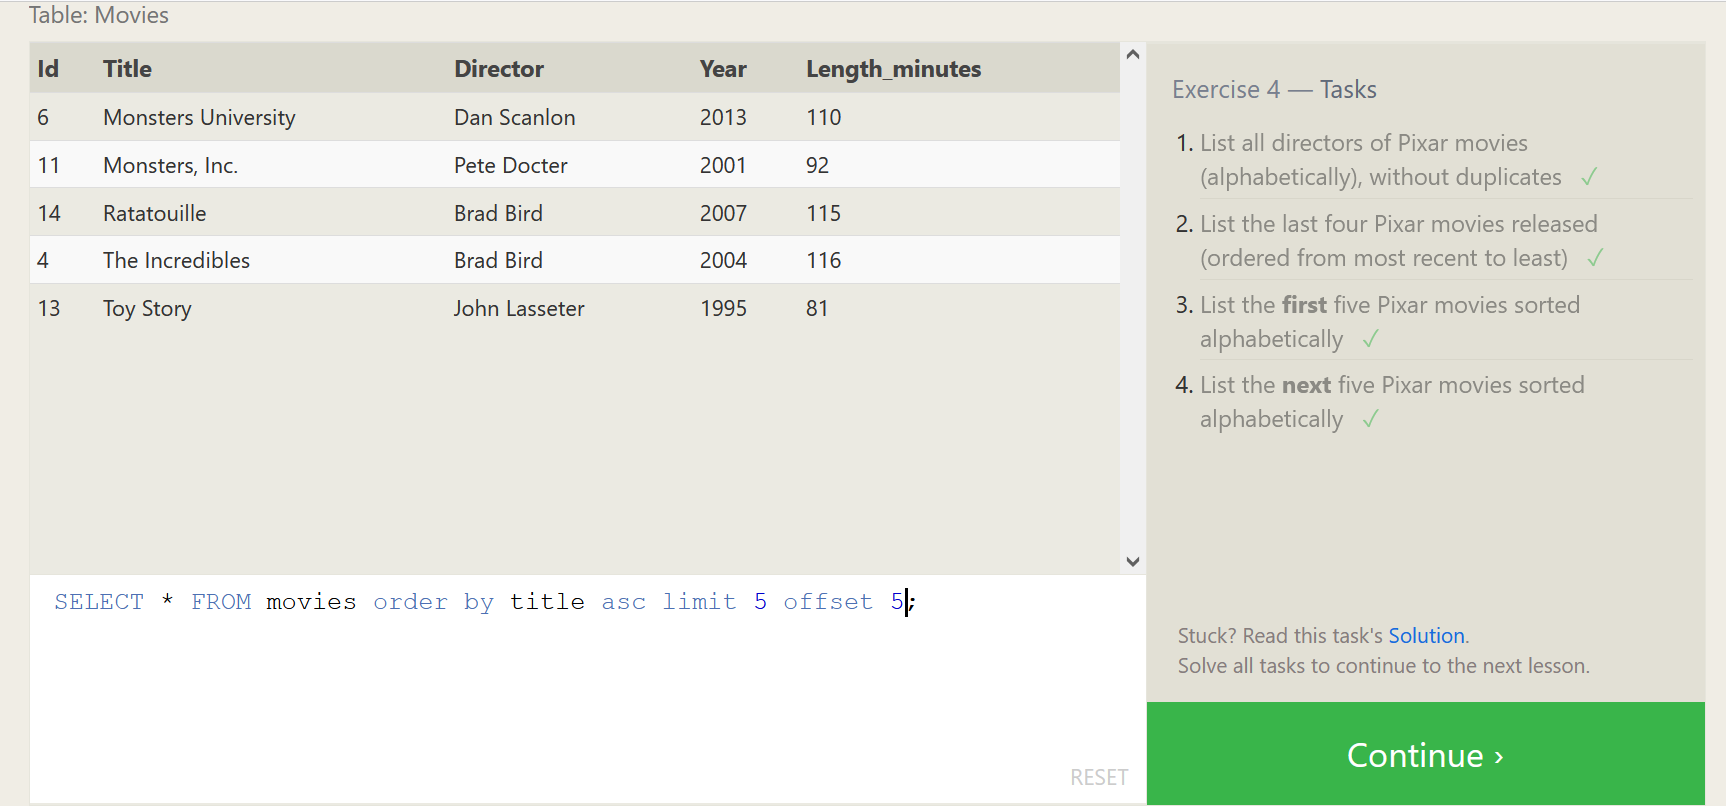 Table: Movies
Id Title Director Year Length_minutes
6 Monsters University Dan Scanlon 2013 110
11 Monsters, Inc. Pete Docter 2001 92
14 Ratatouille Brad Bird 2007 115
4 The Incredibles Brad Bird 2004 116
13 Toy Story John Lasseter 1995 81
SELECT * FROM movies order by title asc limit 5 offset 5;
RESET
Exercise 4 — Tasks
1. List all directors of Pixar movies
(alphabetically), without duplicates ✓
2. List the last four Pixar movies released
(ordered from most recent to least) ✓
3. List the first five Pixar movies sorted
alphabetically ✓
4. List the next five Pixar movies sorted
alphabetically ✓
Stuck? Read this task's Solution.
Solve all tasks to continue to the next lesson.
Continue ›